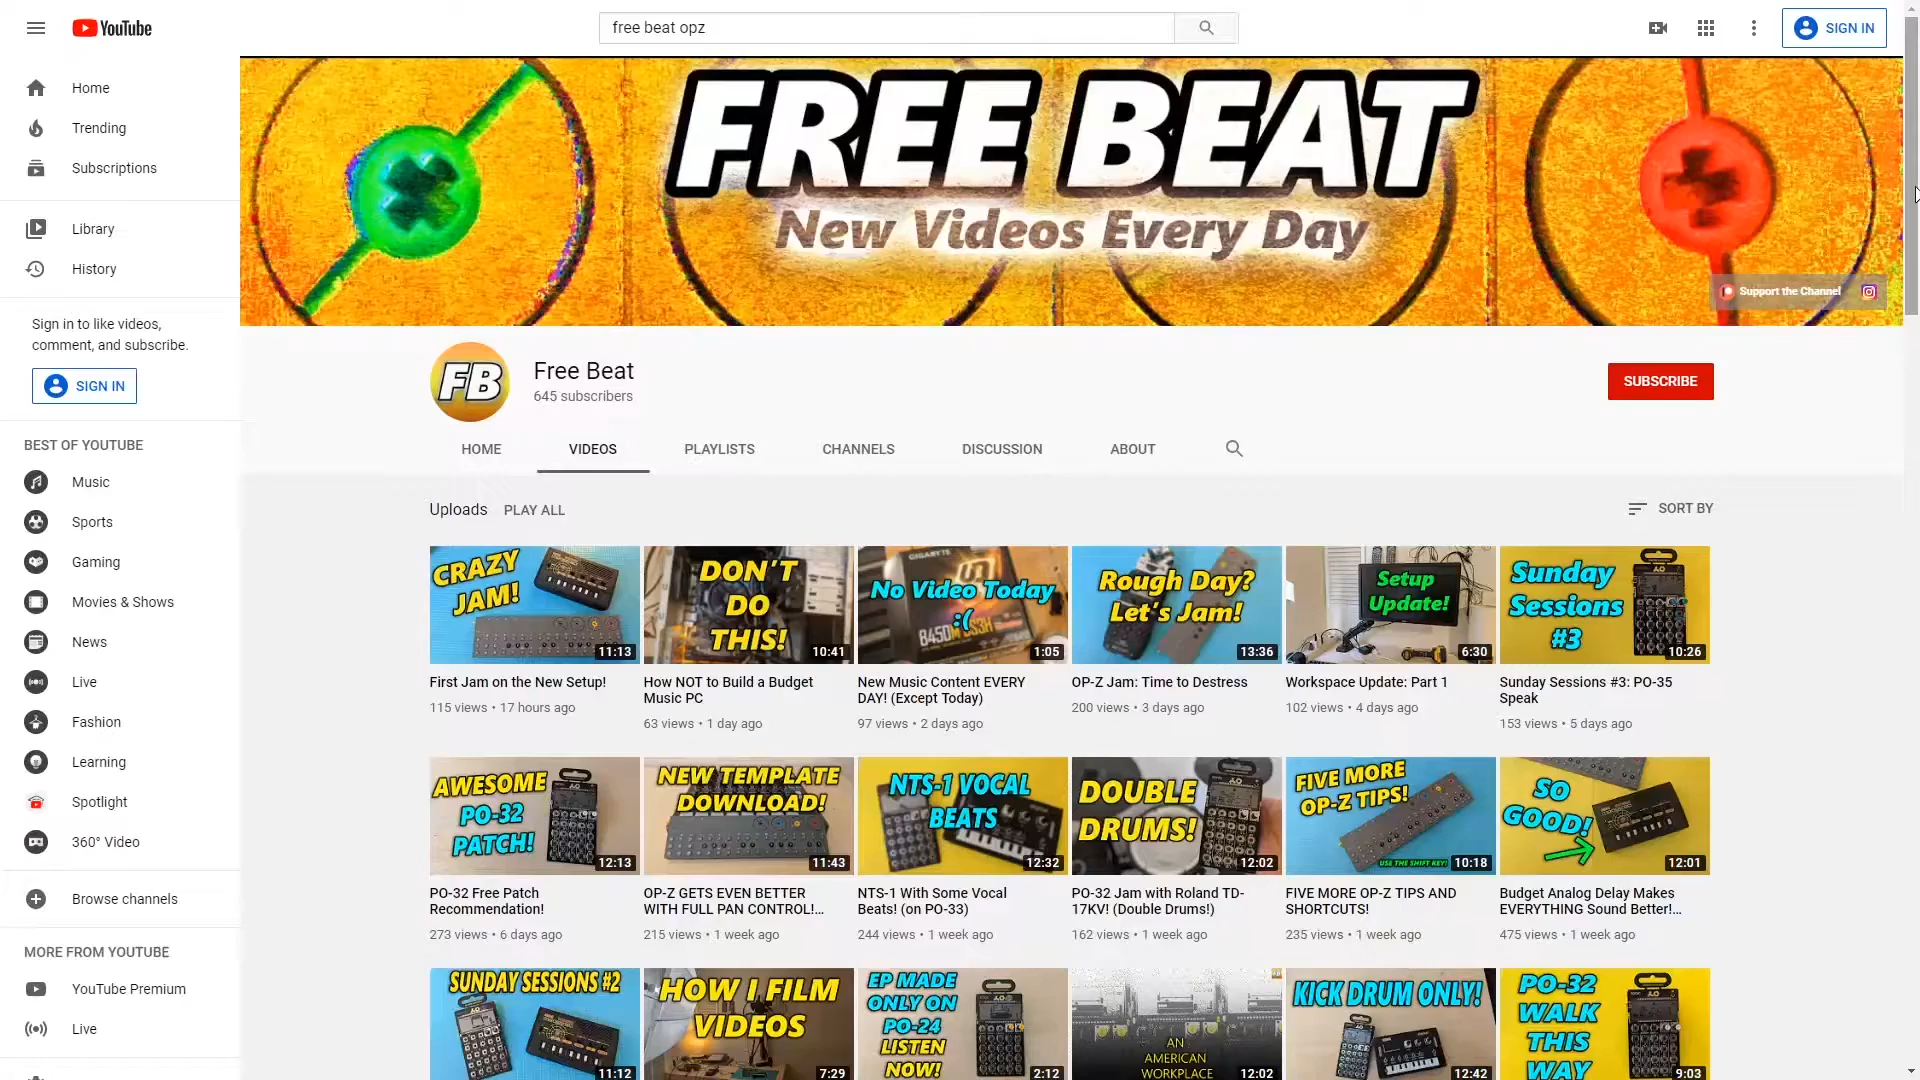 YouTube
free beat opz
SIGN IN
Home
Trending
Subscriptions
Library
History
Sign in to like videos,
comment, and subscribe.
SIGN IN
BEST OF YOUTUBE
Music
Sports
Gaming
Movies & Shows
News
Live
Fashion
Learning
Spotlight
360° Video
Browse channels
MORE FROM YOUTUBE
YouTube Premium
Live
FREE BEAT
New Videos Every Day
Support the Channel
FB
Free Beat
645 subscribers
SUBSCRIBE
HOME VIDEOS PLAYLISTS CHANNELS DISCUSSION ABOUT
Uploads PLAY ALL
SORT BY
CRAZY
JAM!
11:13
First Jam on the New Setup!
115 views • 17 hours ago
DON'T
DO
THIS!
10:41
How NOT to Build a Budget
Music PC
63 views • 1 day ago
GIGABYTE
No Video Today
:(
B450M DS3H
1:05
New Music Content EVERY
DAY! (Except Today)
97 views • 2 days ago
Rough Day?
Let's Jam!
13:36
OP-Z Jam: Time to Destress
200 views • 3 days ago
Setup
Update!
6:30
Workspace Update: Part 1
102 views • 4 days ago
Sunday
Sessions
#3
10:26
Sunday Sessions #3: PO-35
Speak
153 views • 5 days ago
AWESOME
PO-32
PATCH!
12:13
PO-32 Free Patch
Recommendation!
273 views • 6 days ago
NEW TEMPLATE
DOWNLOAD!
11:43
OP-Z GETS EVEN BETTER
WITH FULL PAN CONTROL!...
215 views • 1 week ago
NTS-1 VOCAL
BEATS
12:32
NTS-1 With Some Vocal
Beats! (on PO-33)
244 views • 1 week ago
DOUBLE
DRUMS!
12:02
PO-32 Jam with Roland TD-
17KV! (Double Drums!)
162 views • 1 week ago
FIVE MORE
OP-Z TIPS!
USE THE SHIFT KEY!
10:18
FIVE MORE OP-Z TIPS AND
SHORTCUTS!
235 views • 1 week ago
SO
GOOD!
12:01
Budget Analog Delay Makes
EVERYTHING Sound Better!...
475 views • 1 week ago
SUNDAY SESSIONS #2
11:12
HOW I FILM
VIDEOS
7:29
EP MADE
ONLY ON
PO-24
LISTEN
NOW!
2:12
AN
AMERICAN
WORKPLACE
12:02
KICK DRUM ONLY!
12:42
PO-32
WALK
THIS
WAY
9:03